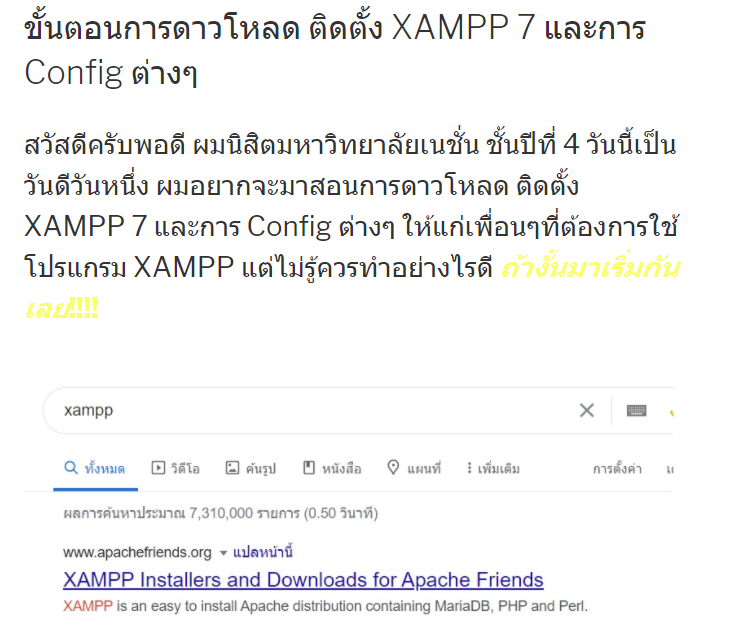 ขั้นตอนการดาวโหลด ติดตั้ง XAMPP 7 และการ
Config ต่างๆ
สวัสดีครับพอดี ผมนิสิตมหาวิทยาลัยเนชั่น ชั้นปีที่ 4 วันนี้เป็น
วันดีวันหนึ่ง ผมอยากจะมาสอนการดาวโหลด ติดตั้ง
XAMPP 7 และการ Config ต่างๆ ให้แก่เพื่อนๆที่ต้องการใช้
โปรแกรม XAMPP แต่ไม่รู้ควรทำอย่างไรดี ถ้างั้นมาเริ่มกัน
เลย!!!!
xampp
ทั้งหมด วิดีโอ ค้นรูป หนังสือ แผนที่ เพิ่มเติม การตั้งค่า
ผลการค้นหาประมาณ 7,310,000 รายการ (0.50 วินาที)
www.apachefriends.org แปลหน้านี้
XAMPP Installers and Downloads for Apache Friends
XAMPP is an easy to install Apache distribution containing MariaDB, PHP and Perl.